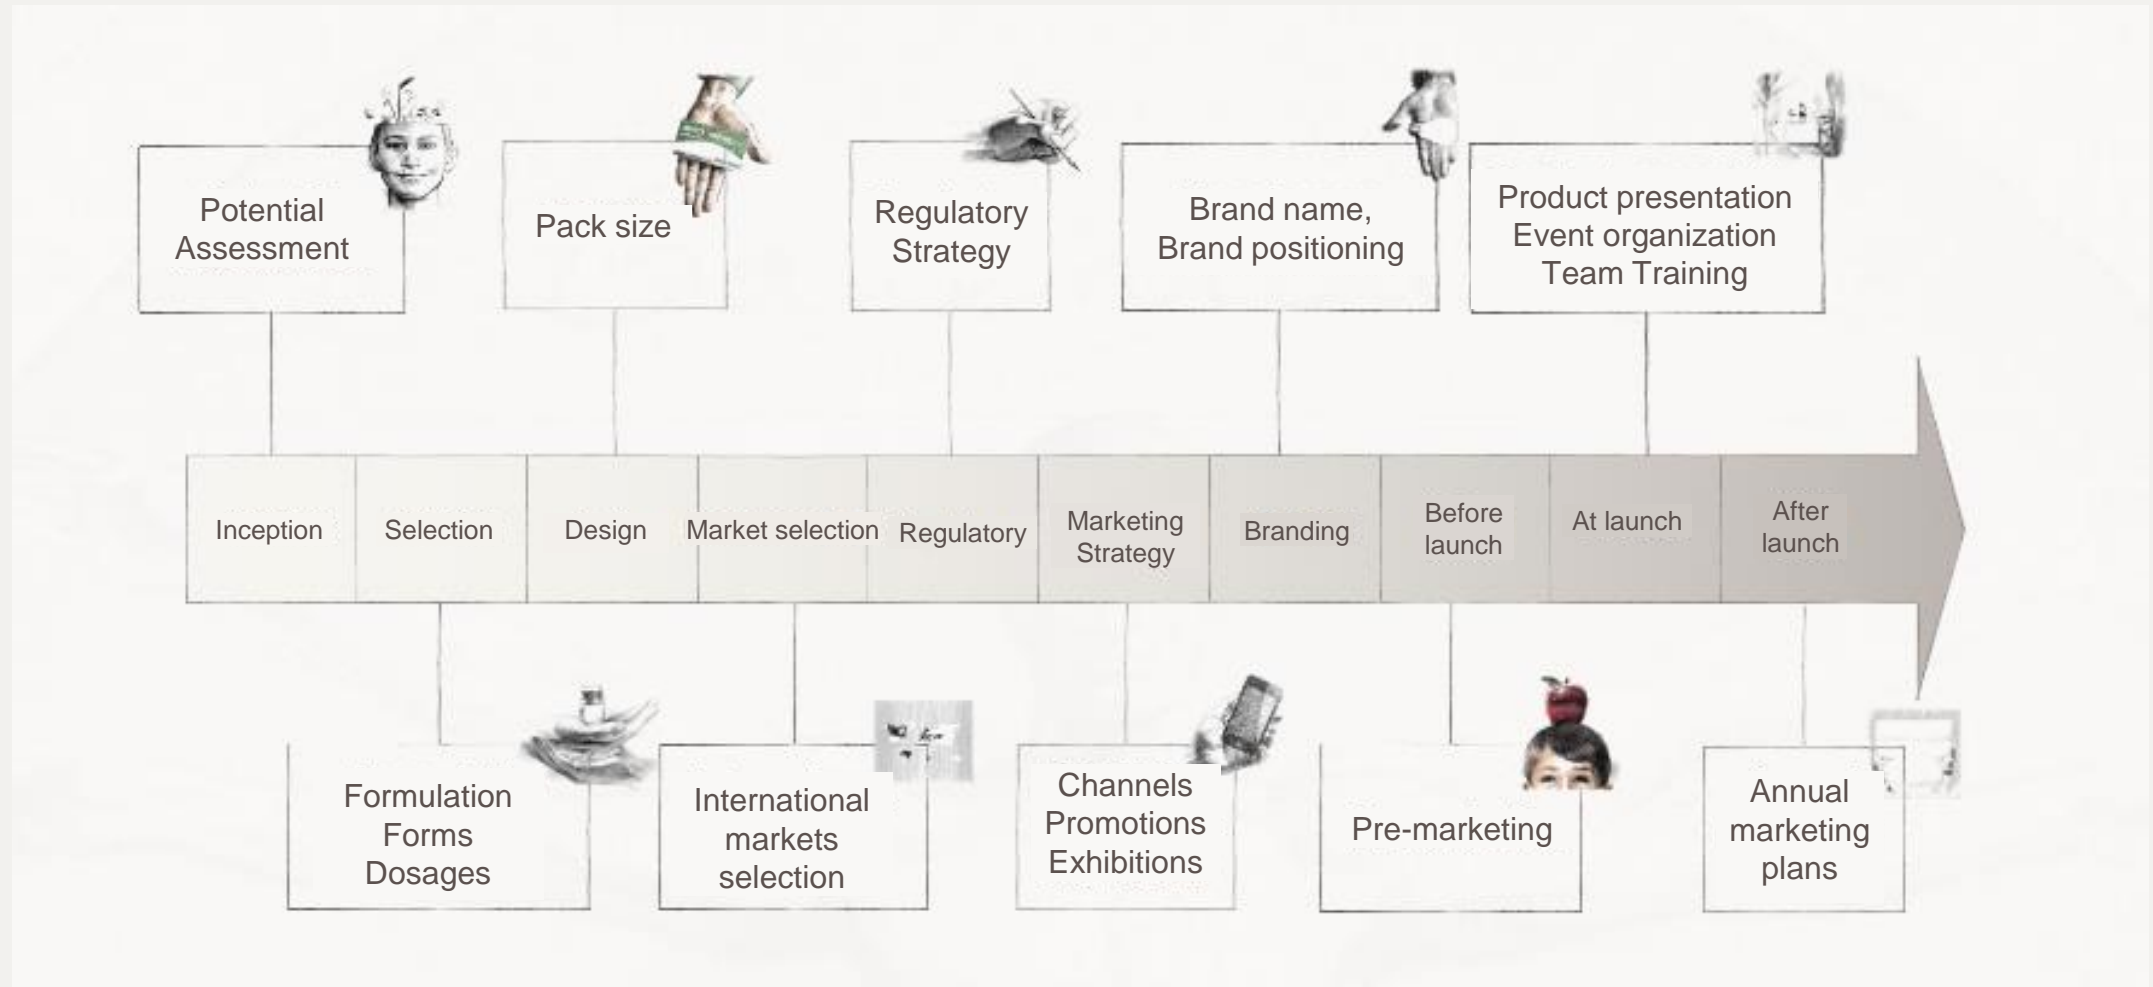 Potential
Assessment
Pack size
Regulatory
Strategy
Brand name,
Brand positioning
Product presentation
Event organization
Team Training
Inception
Selection
Design
Market selection
Regulatory
Marketing
Strategy
Branding
Before
launch
At launch
After
launch
Formulation
Forms
Dosages
International
markets
selection
Channels
Promotions
Exhibitions
Pre-marketing
Annual
marketing
plans